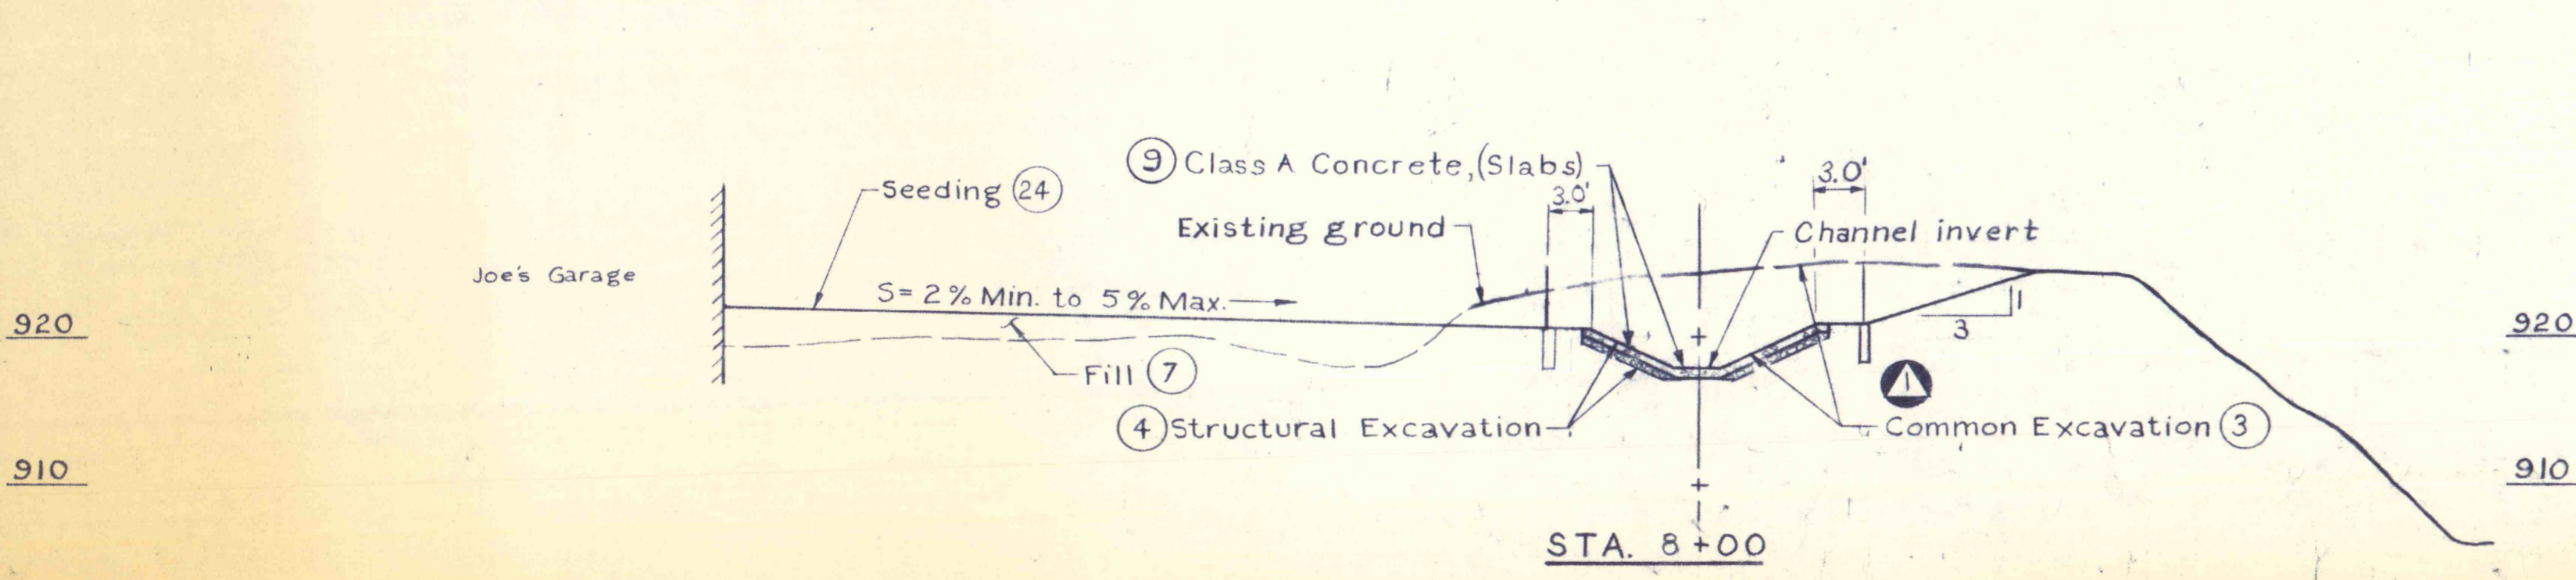 9 Class A Concrete, (Slabs)
3.0'
3.0'
Seeding 24
Existing ground
Channel invert
Joe's Garage
S= 2% Min. to 5% Max.
920
920
3
1
Fill 7
1
4 Structural Excavation
Common Excavation 3
910
910
STA. 8+00